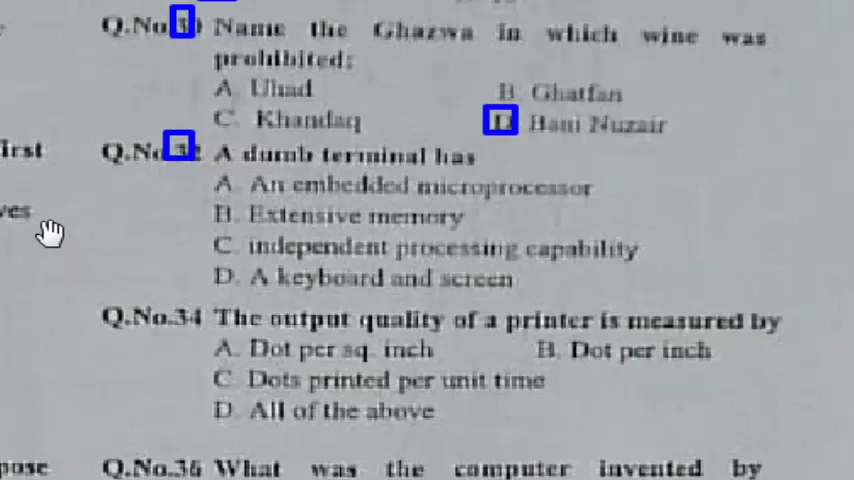 Q.No.30 Name the Ghazwa in which wine was
prohibited:
A. Uhad B. Ghatfan
C. Khandaq D. Bani Nuzair
irst Q.No.32 A dumb terminal has
A. An embedded microprocessor
ves B. Extensive memory
C. independent processing capability
D. A keyboard and screen
Q.No.34 The output quality of a printer is measured by
A. Dot per sq. inch B. Dot per inch
C. Dots printed per unit time
D. All of the above
pose Q.No.36 What was the computer invented by